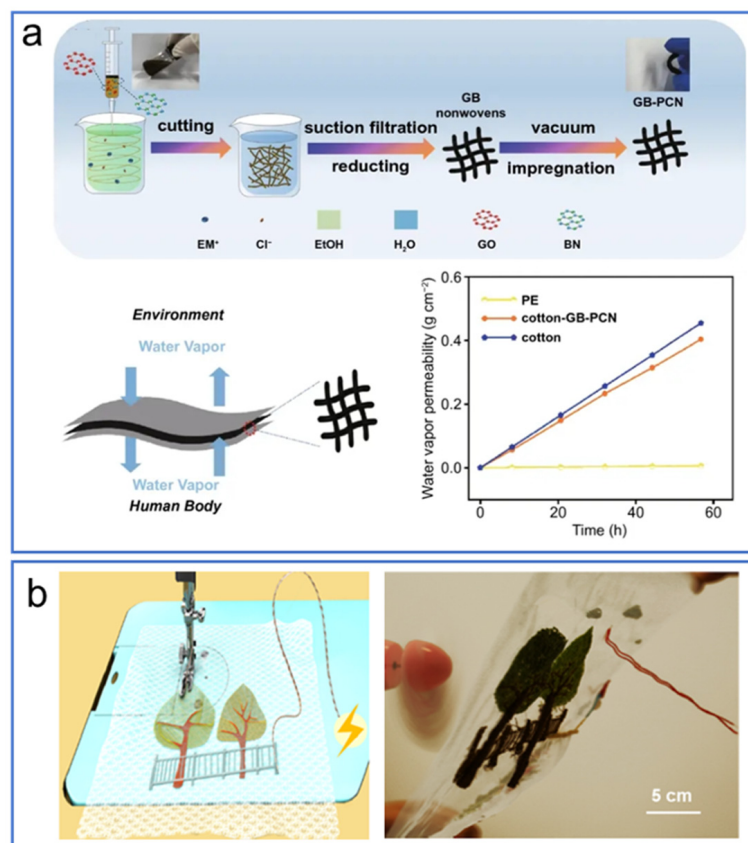 a
cutting
suction filtration
reducting
GB
nonwovens
vacuum
impregnation
GB-PCN
EM⁺
Cl⁻
EtOH
H₂O
GO
BN
Environment
Water Vapor
Water Vapor
Human Body
Water vapor permeability (g cm⁻²)
0.6
0.4
0.2
0.0
PE
cotton-GB-PCN
cotton
0
20
40
60
Time (h)
b
5 cm